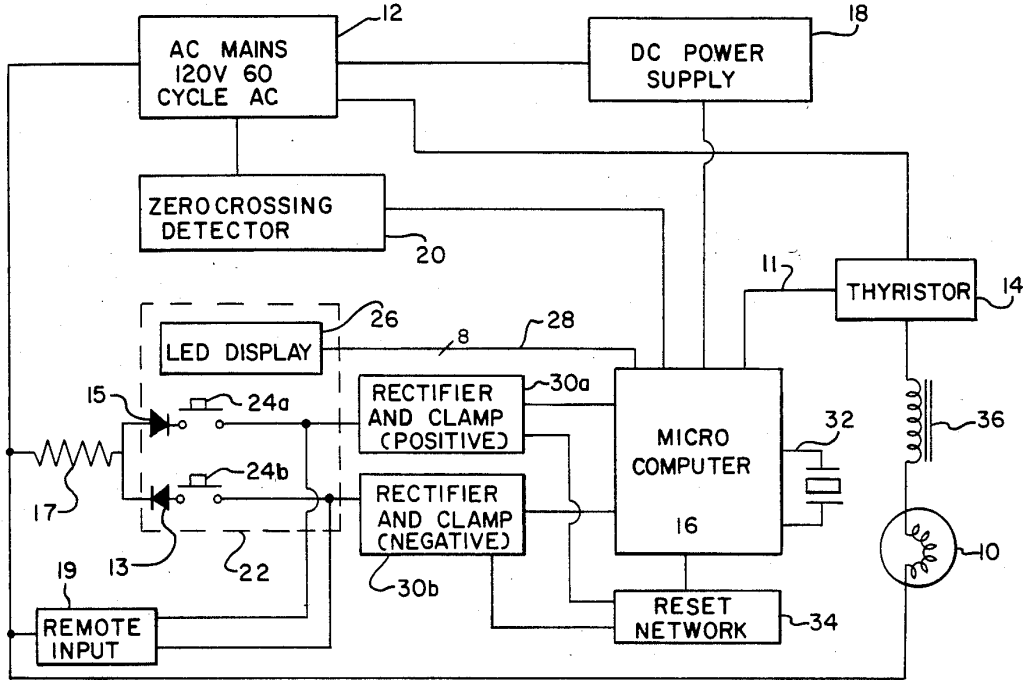 12
AC MAINS
120V 60
CYCLE AC
18
DC POWER
SUPPLY
ZERO CROSSING
DETECTOR
20
11
THYRISTOR
14
26
LED DISPLAY
8
28
15
24a
30a
RECTIFIER
AND CLAMP
(POSITIVE)
MICRO
COMPUTER
16
32
36
17
24b
RECTIFIER
AND CLAMP
(NEGATIVE)
13
22
30b
10
19
REMOTE
INPUT
RESET
NETWORK
34